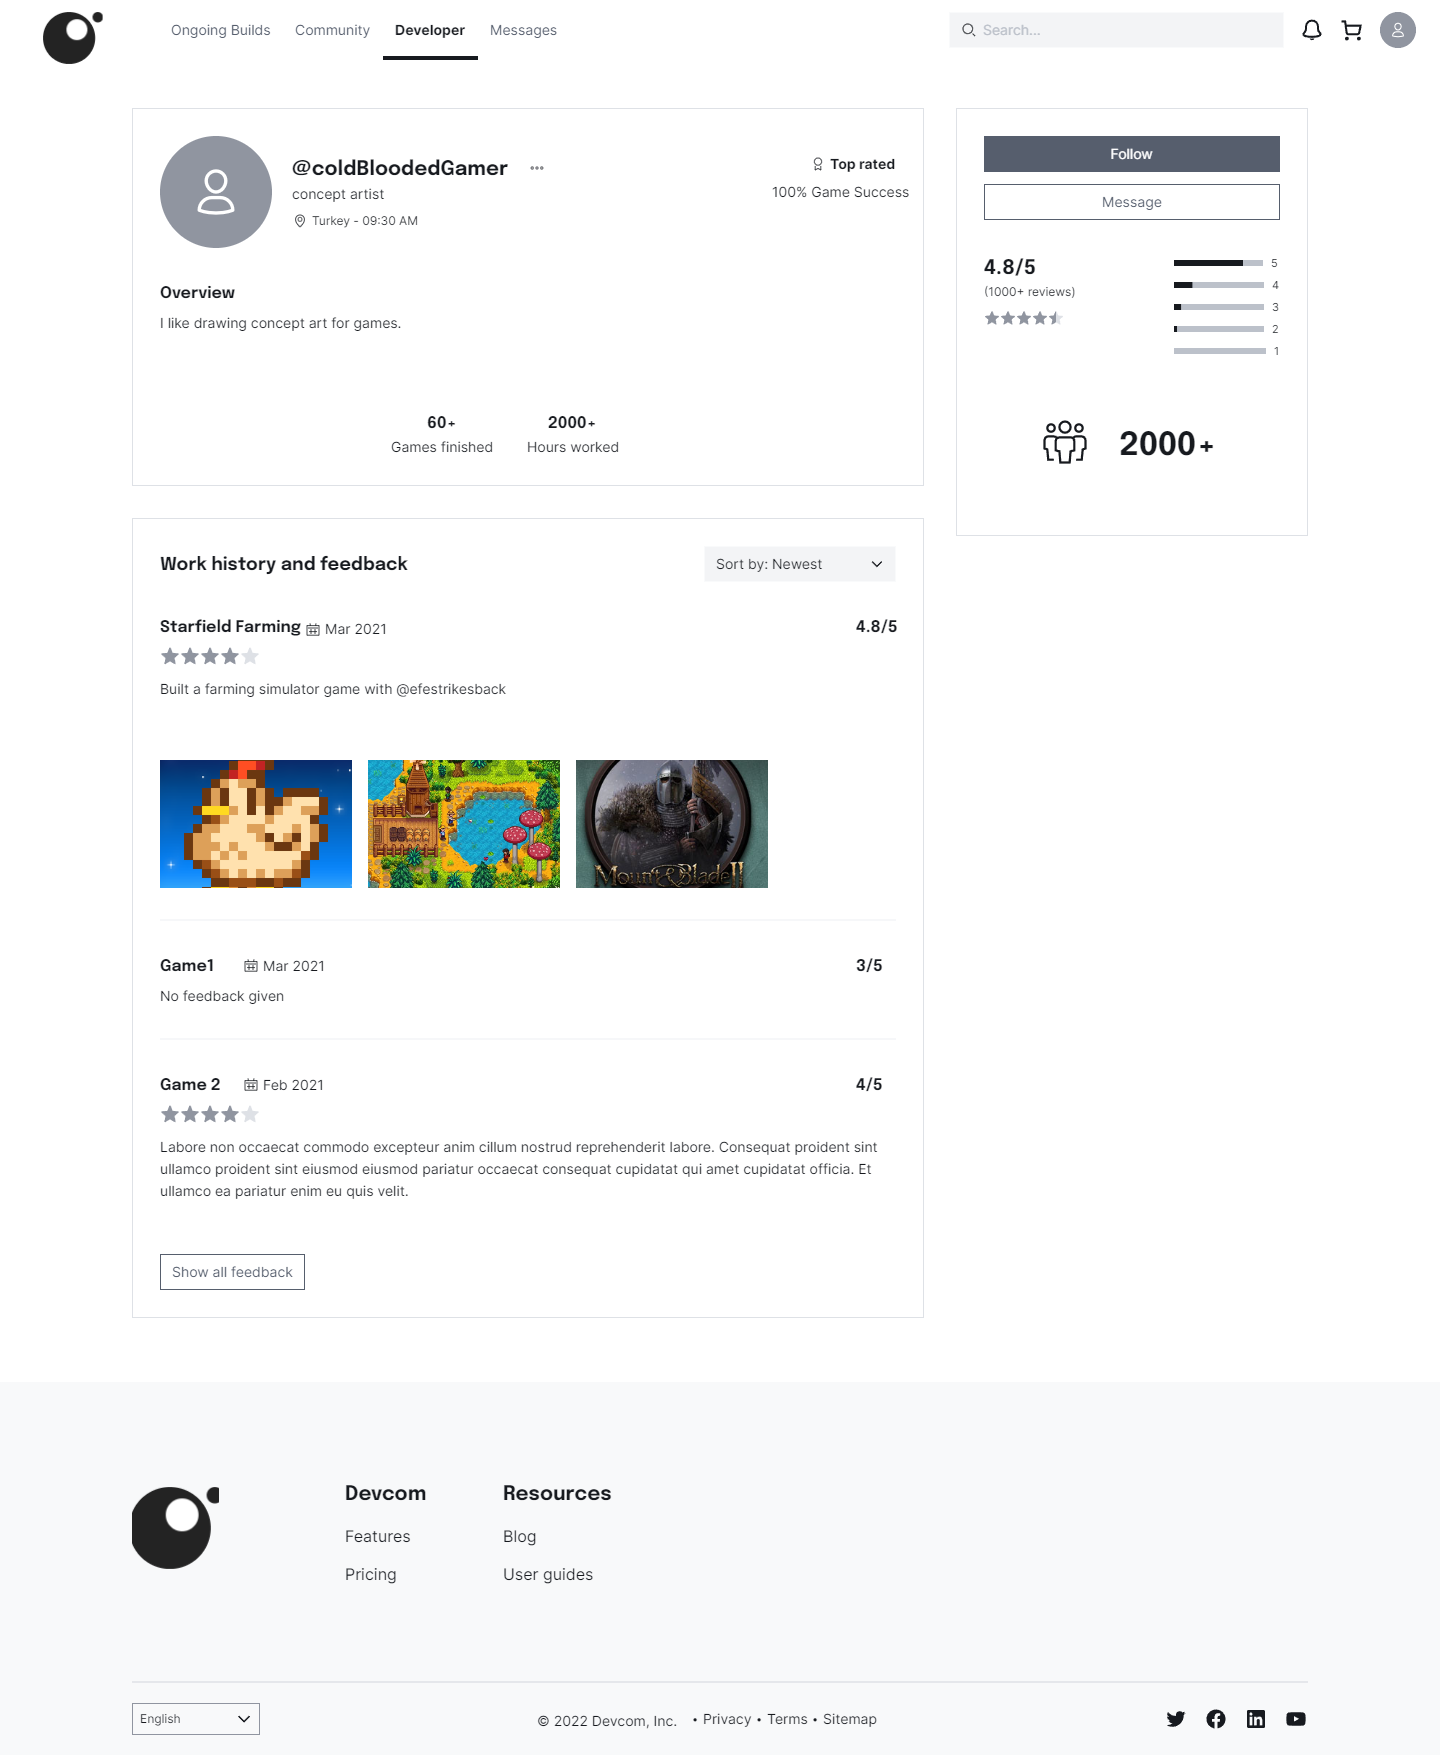 Ongoing Builds Community Developer Messages
Search...
@coldBloodedGamer
concept artist
Turkey - 09:30 AM
Top rated
100% Game Success
Overview
I like drawing concept art for games.
60+ 2000+
Games finished Hours worked
Follow
Message
4.8/5
(1000+ reviews)
5
4
3
2
1
2000+
Work history and feedback
Sort by: Newest
Starfield Farming Mar 2021 4.8/5
Built a farming simulator game with @efestrikesback
Mount & Blade II
Game1 Mar 2021 3/5
No feedback given
Game 2 Feb 2021 4/5
Labore non occaecat commodo excepteur anim cillum nostrud reprehenderit labore. Consequat proident sint
ullamco proident sint eiusmod eiusmod pariatur occaecat consequat cupidatat qui amet cupidatat officia. Et
ullamco ea pariatur enim eu quis velit.
Show all feedback
Devcom Resources
Features Blog
Pricing User guides
English
© 2022 Devcom, Inc. • Privacy • Terms • Sitemap